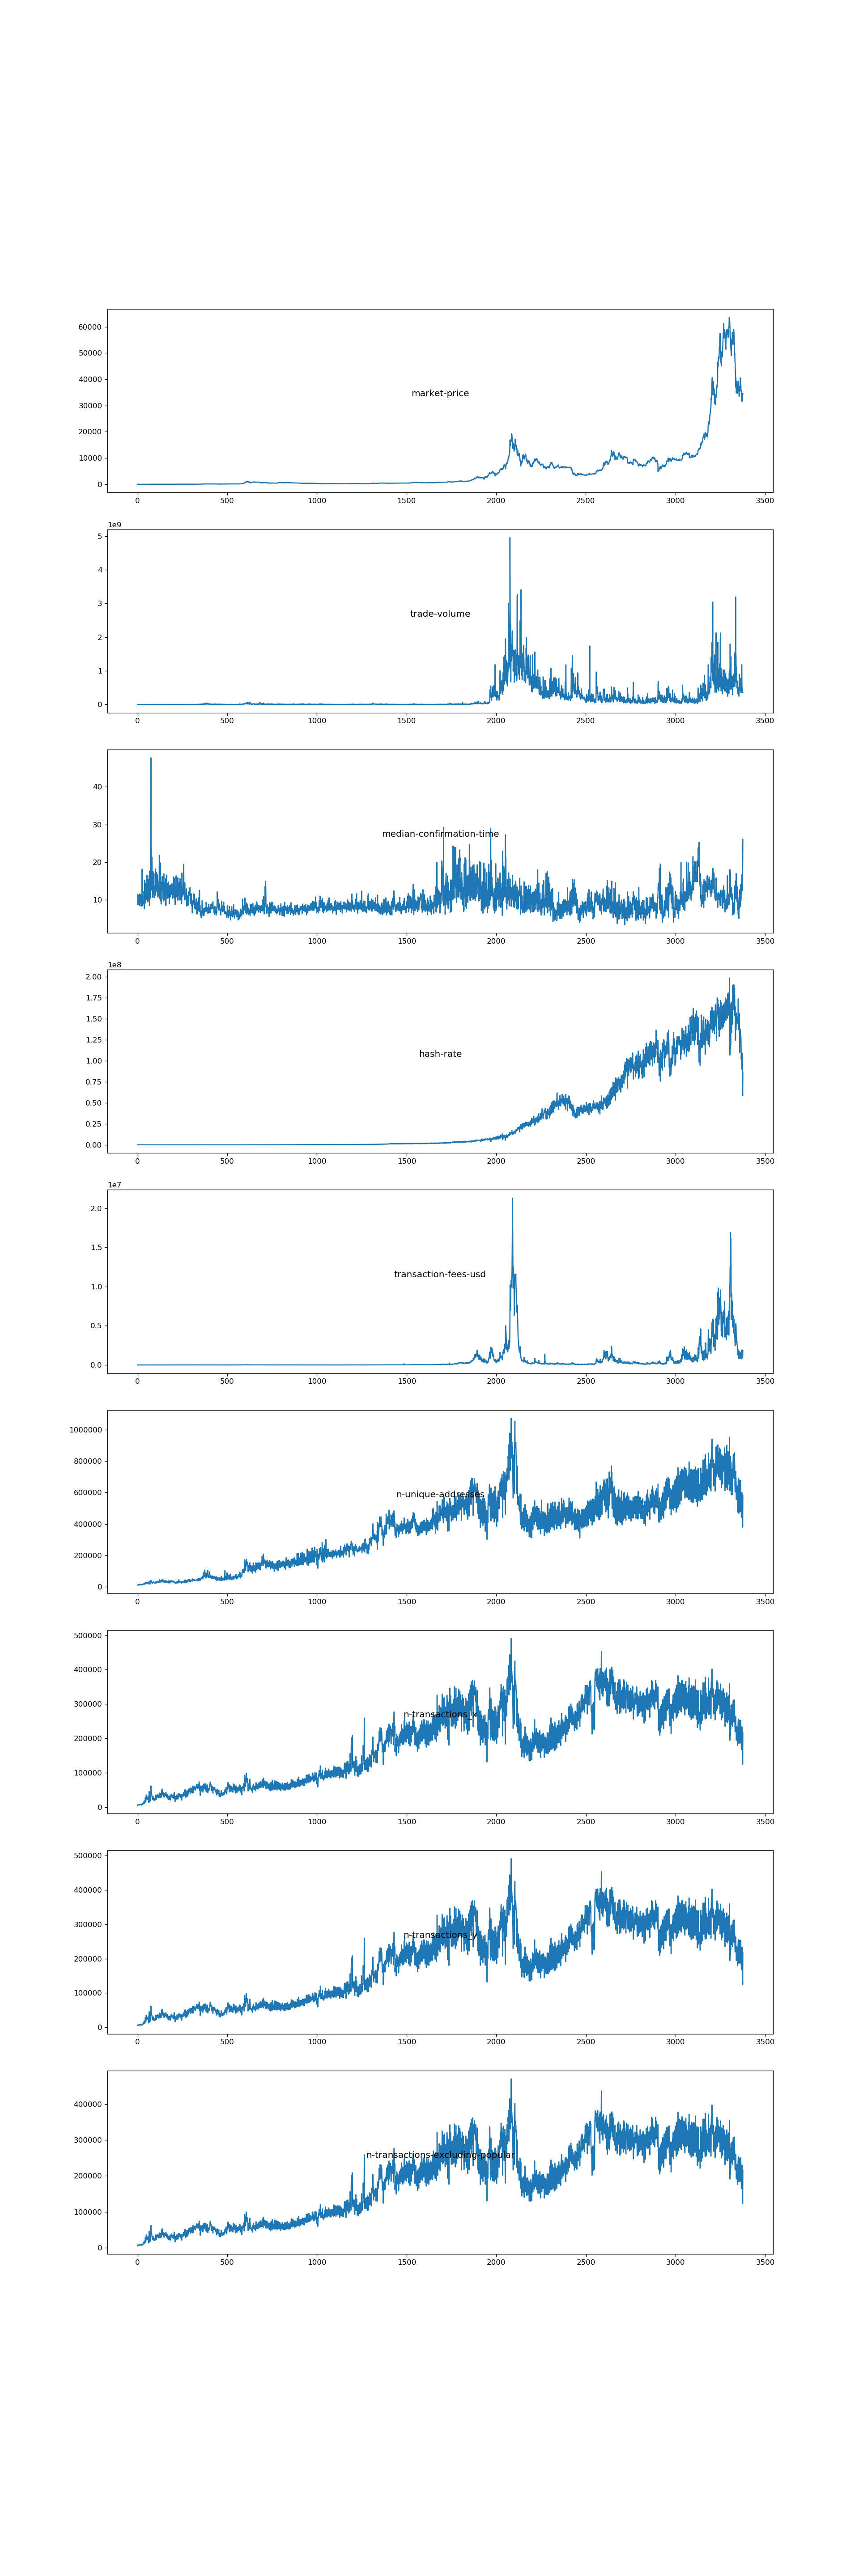 60000
50000
40000
30000
20000
10000
0
market-price
0 500 1000 1500 2000 2500 3000 3500
1e9
5
4
3
2
1
0
trade-volume
0 500 1000 1500 2000 2500 3000 3500
40
30
20
10
median-confirmation-time
0 500 1000 1500 2000 2500 3000 3500
1e8
2.00
1.75
1.50
1.25
1.00
0.75
0.50
0.25
0.00
hash-rate
0 500 1000 1500 2000 2500 3000 3500
1e7
2.0
1.5
1.0
0.5
0.0
transaction-fees-usd
0 500 1000 1500 2000 2500 3000 3500
1000000
800000
600000
400000
200000
0
n-unique-addresses
0 500 1000 1500 2000 2500 3000 3500
500000
400000
300000
200000
100000
0
n-transactions_x
0 500 1000 1500 2000 2500 3000 3500
500000
400000
300000
200000
100000
0
n-transactions_y
0 500 1000 1500 2000 2500 3000 3500
400000
300000
200000
100000
0
n-transactions-excluding-popular
0 500 1000 1500 2000 2500 3000 3500